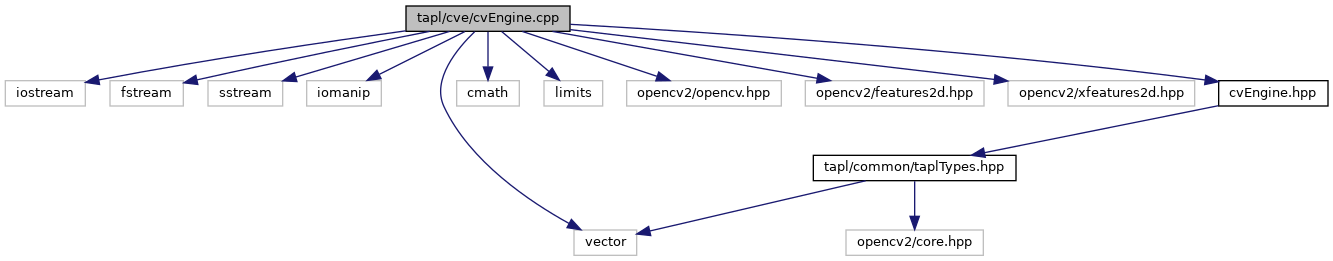 tapl/cve/cvEngine.cpp
iostream
fstream
sstream
iomanip
cmath
limits
opencv2/opencv.hpp
opencv2/features2d.hpp
opencv2/xfeatures2d.hpp
cvEngine.hpp
tapl/common/taplTypes.hpp
vector
opencv2/core.hpp